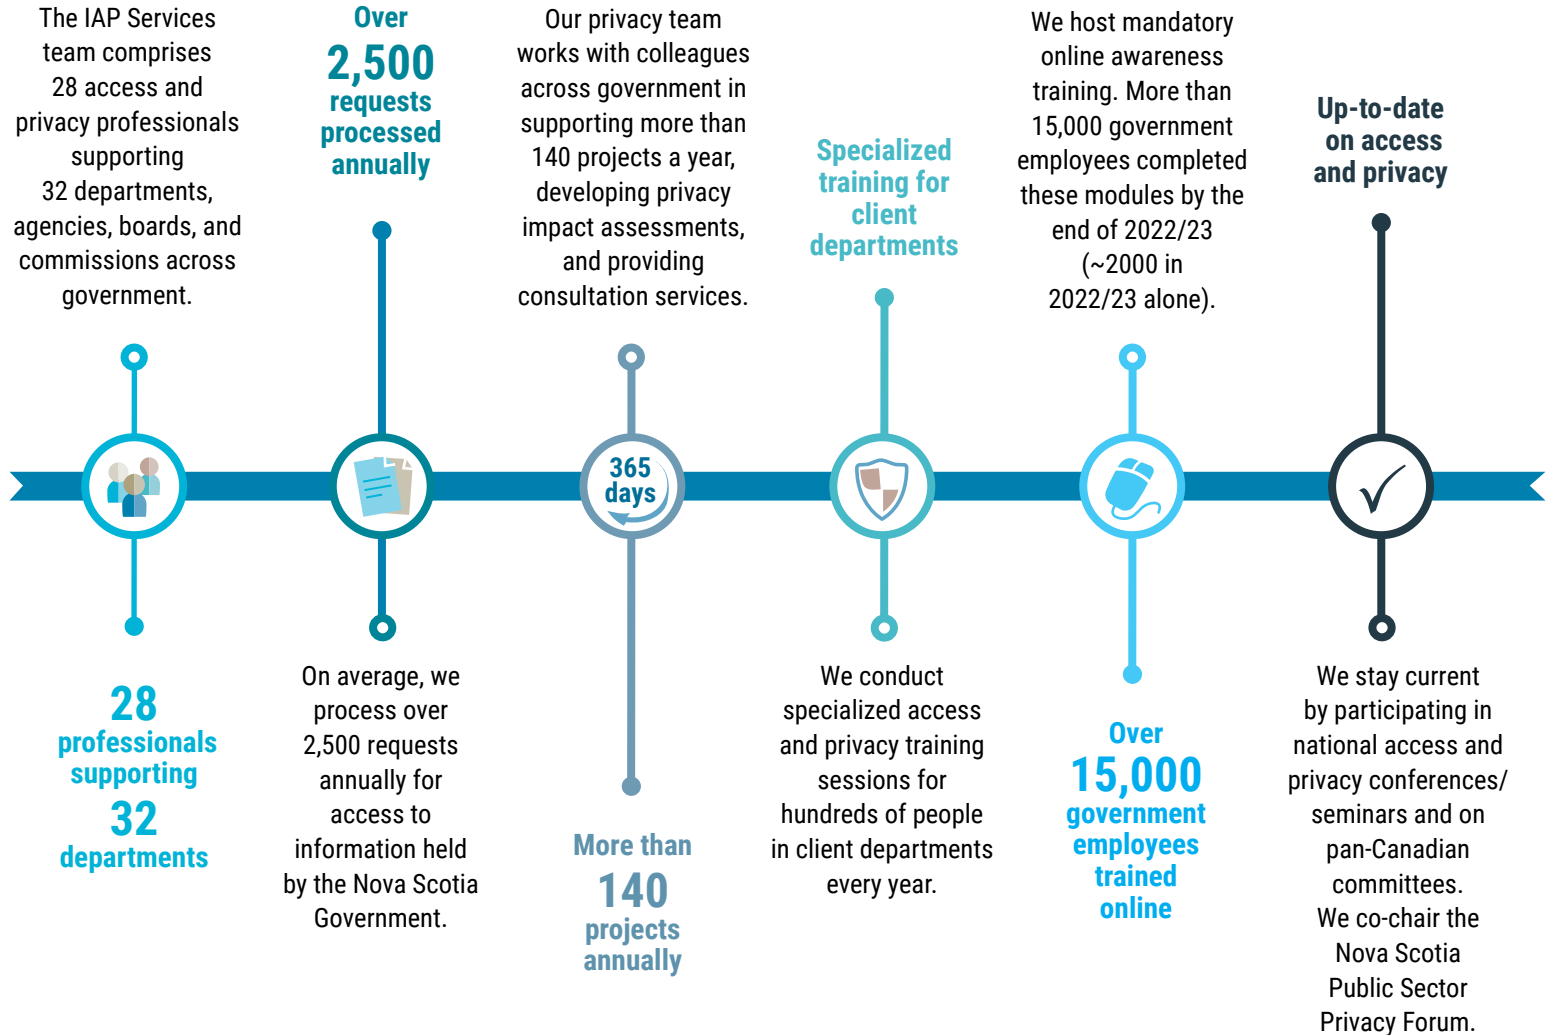 The IAP Services
team comprises
28 access and
privacy professionals
supporting
32 departments,
agencies, boards, and
commissions across
government.
28
professionals
supporting
32
departments
Over
2,500
requests
processed
annually
On average, we
process over
2,500 requests
annually for
access to
information held
by the Nova Scotia
Government.
Our privacy team
works with colleagues
across government in
supporting more than
140 projects a year,
developing privacy
impact assessments,
and providing
consultation services.
365
days
More than
140
projects
annually
Specialized
training for
client
departments
We conduct
specialized access
and privacy training
sessions for
hundreds of people
in client departments
every year.
We host mandatory
online awareness
training. More than
15,000 government
employees completed
these modules by the
end of 2022/23
(~2000 in
2022/23 alone).
Over
15,000
government
employees
trained
online
Up-to-date
on access
and privacy
We stay current
by participating in
national access and
privacy conferences/
seminars and on
pan-Canadian
committees.
We co-chair the
Nova Scotia
Public Sector
Privacy Forum.